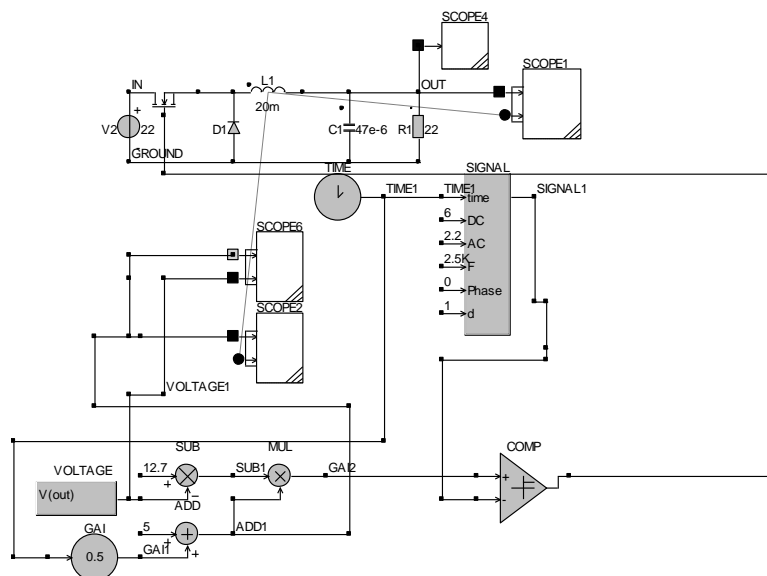 SCOPE4
SCOPE1
IN
L1
OUT
20m
V2
+
22
D1
C1
47e-6
R1
22
-
GROUND
TIME
SIGNAL
TIME1
TIME1
time
SIGNAL1
6
DC
2.2
AC
2.5K
F
0
Phase
1
d
SCOPE6
SCOPE2
VOLTAGE1
SUB
MUL
COMP
VOLTAGE
12.7
+
SUB1
GAI2
+
V(out)
-
ADD
-
GAI
5
+
ADD1
0.5
GAI1
+